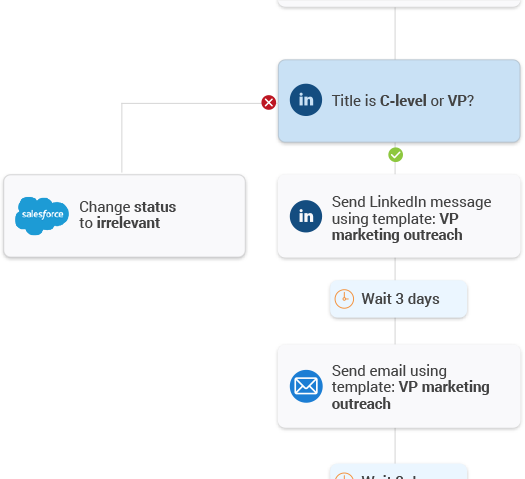 in
Title is C-level or VP?
salesforce
Change status
to irrelevant
in
Send LinkedIn message
using template: VP
marketing outreach
Wait 3 days
Send email using
template: VP marketing
outreach
Wait